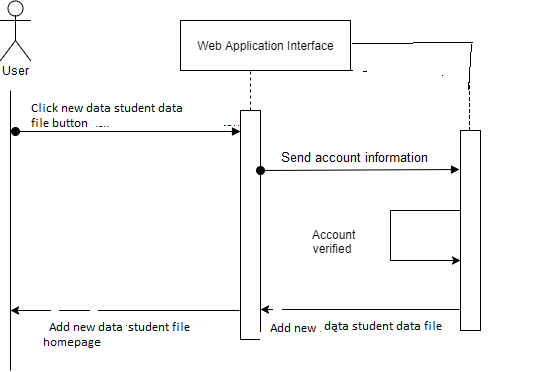 Web Application Interface
User
Click new data student data
file button
Send account information
Account
verified
Add new data student file
homepage
Add new data student data file